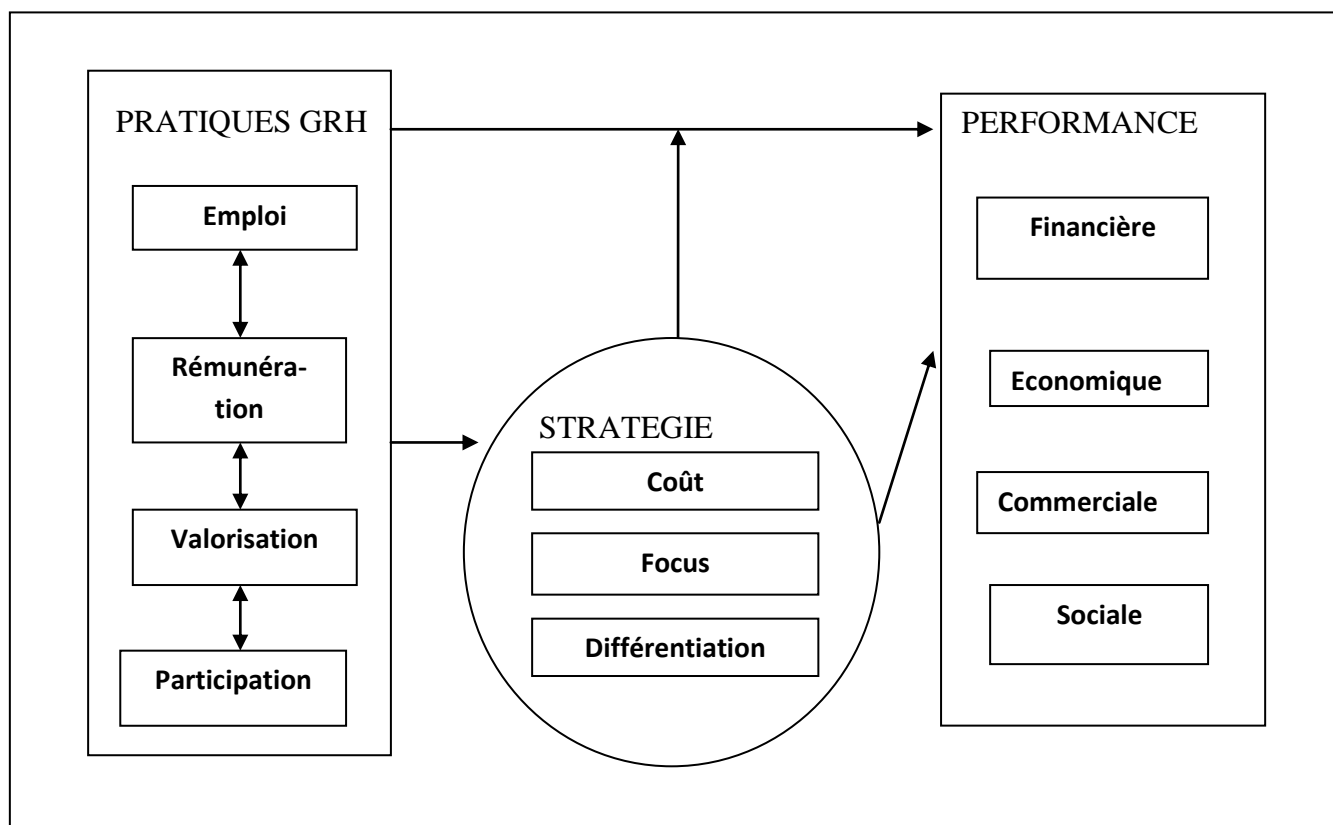 PRATIQUES GRH
Emploi
Rémunéra-
tion
Valorisation
Participation
STRATEGIE
Coût
Focus
Différentiation
PERFORMANCE
Financière
Economique
Commerciale
Sociale